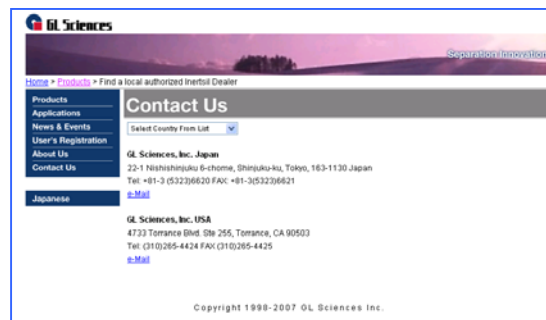 GL Sciences
Separation Innovation
Home > Products > Find a local authorized Inertsil Dealer
Products
Applications
News & Events
User's Registration
About Us
Contact Us
Japanese
Contact Us
Select Country From List
GL Sciences, Inc. Japan
22-1 Nishishinjuku 6-chome, Shinjuku-ku, Tokyo, 163-1130 Japan
Tel: +81-3 (5323)6620 FAX: +81-3(5323)6621
e-Mail
GL Sciences, Inc. USA
4733 Torrance Blvd. Ste 255, Torrance, CA 90503
Tel: (310)265-4424 FAX (310)265-4425
e-Mail
Copyright 1998-2007 GL Sciences Inc.